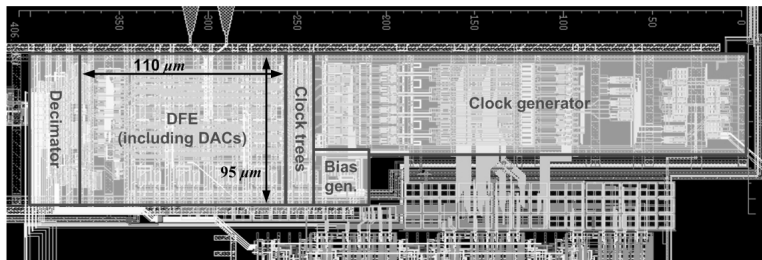 406
-350
-300
-250
-200
-150
-100
50
0
110 µm
Decimator
DFE
(including DACs)
95 µm
Clock trees
Bias
gen.
Clock generator